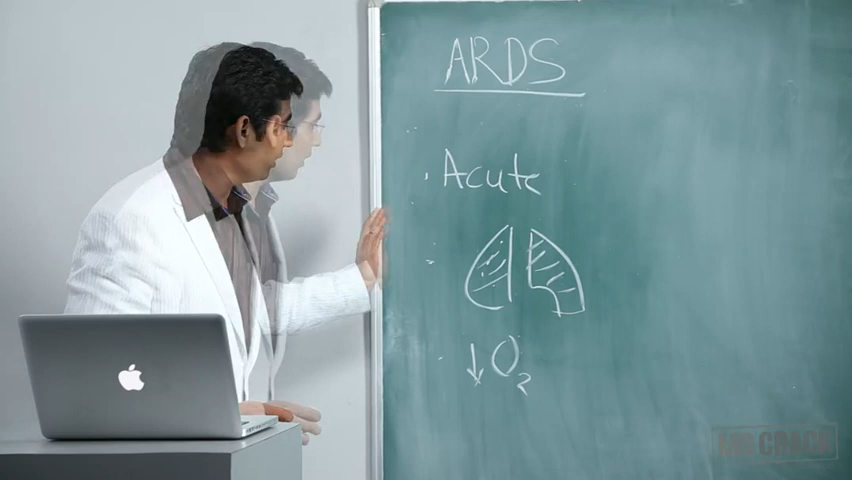 ARDS
Acute
↓ O₂